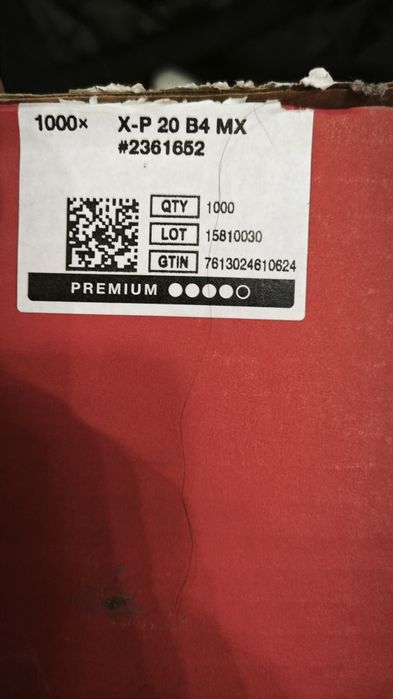 1000× X-P 20 B4 MX
#2361652
QTY 1000
LOT 15810030
GTIN 7613024610624
PREMIUM